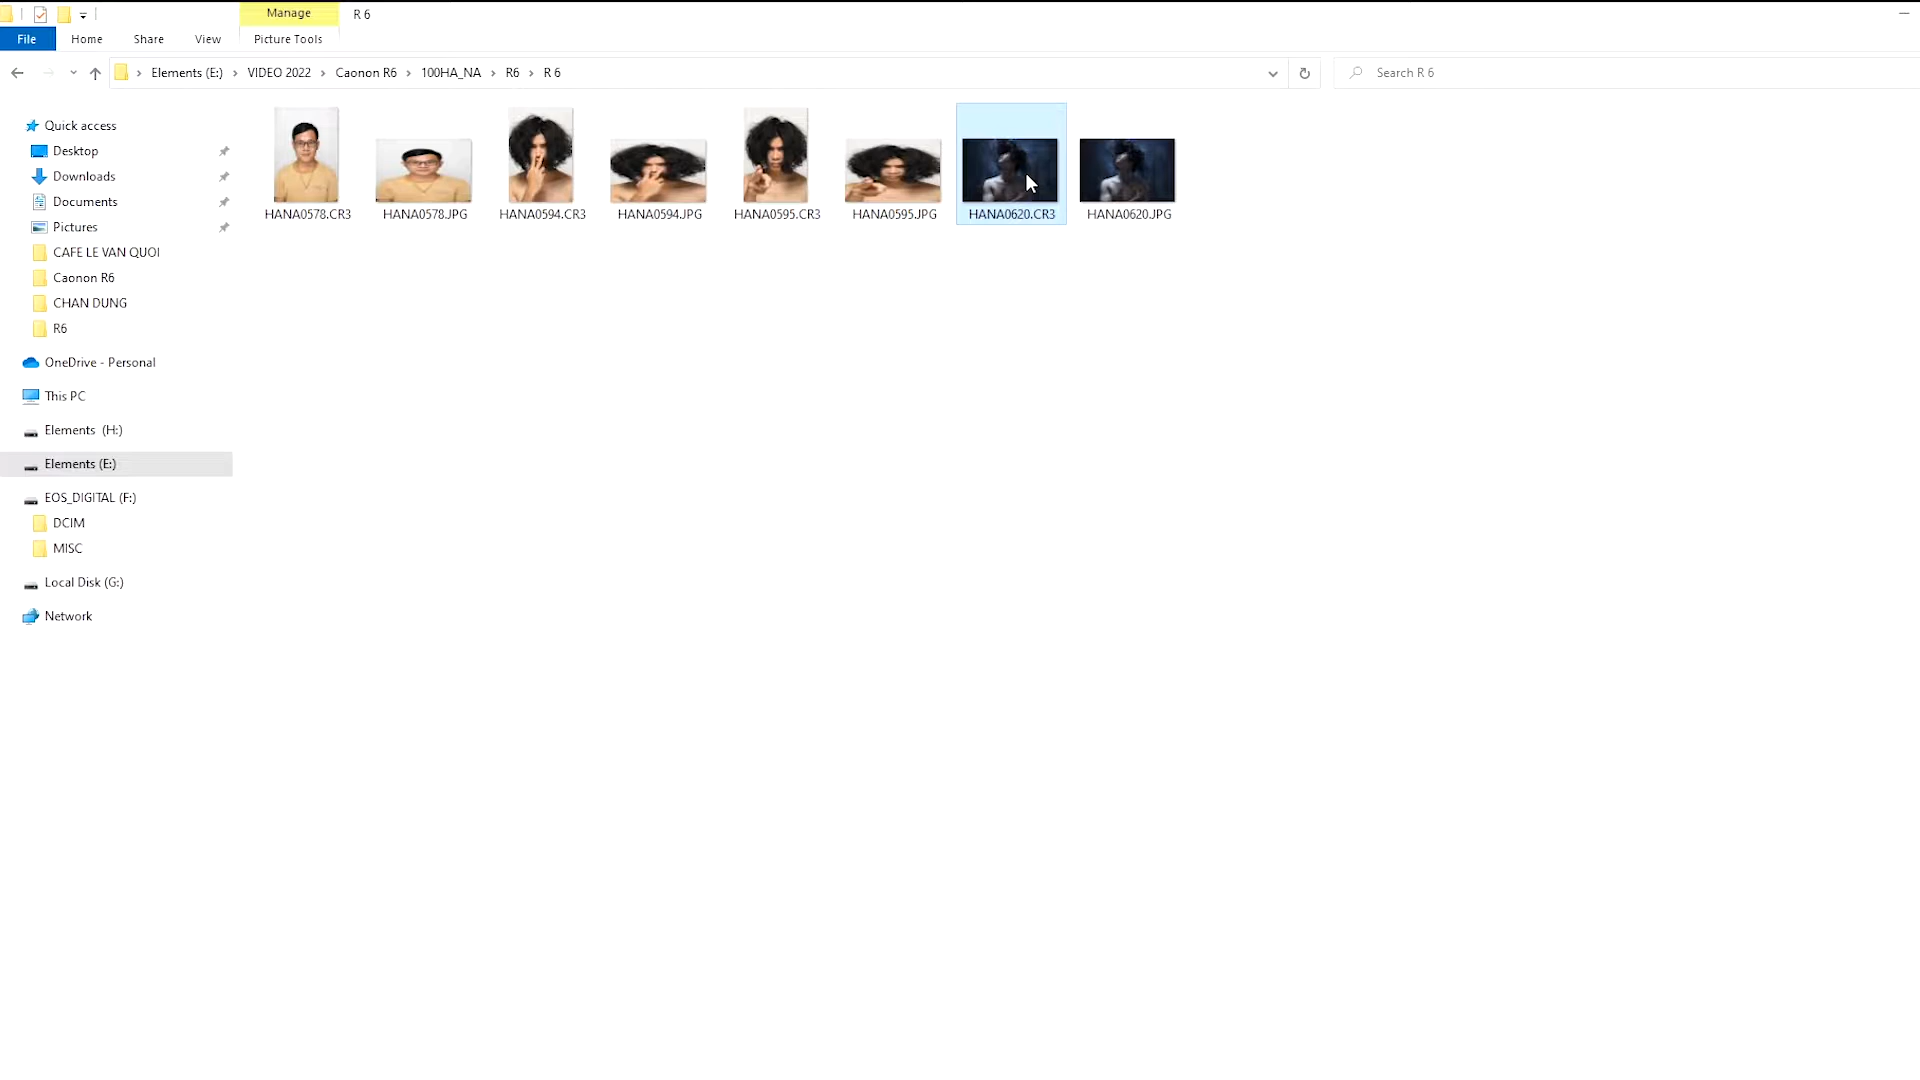 Manage
R 6
File
Home
Share
View
Picture Tools
Elements (E:) › VIDEO 2022 › Caonon R6 › 100HA_NA › R6 › R 6
Search R 6
Quick access
Desktop
Downloads
Documents
Pictures
CAFE LE VAN QUOI
Caonon R6
CHAN DUNG
R6
OneDrive - Personal
This PC
Elements (H:)
Elements (E:)
EOS_DIGITAL (F:)
DCIM
MISC
Local Disk (G:)
Network
HANA0578.CR3
HANA0578.JPG
HANA0594.CR3
HANA0594.JPG
HANA0595.CR3
HANA0595.JPG
HANA0620.CR3
HANA0620.JPG